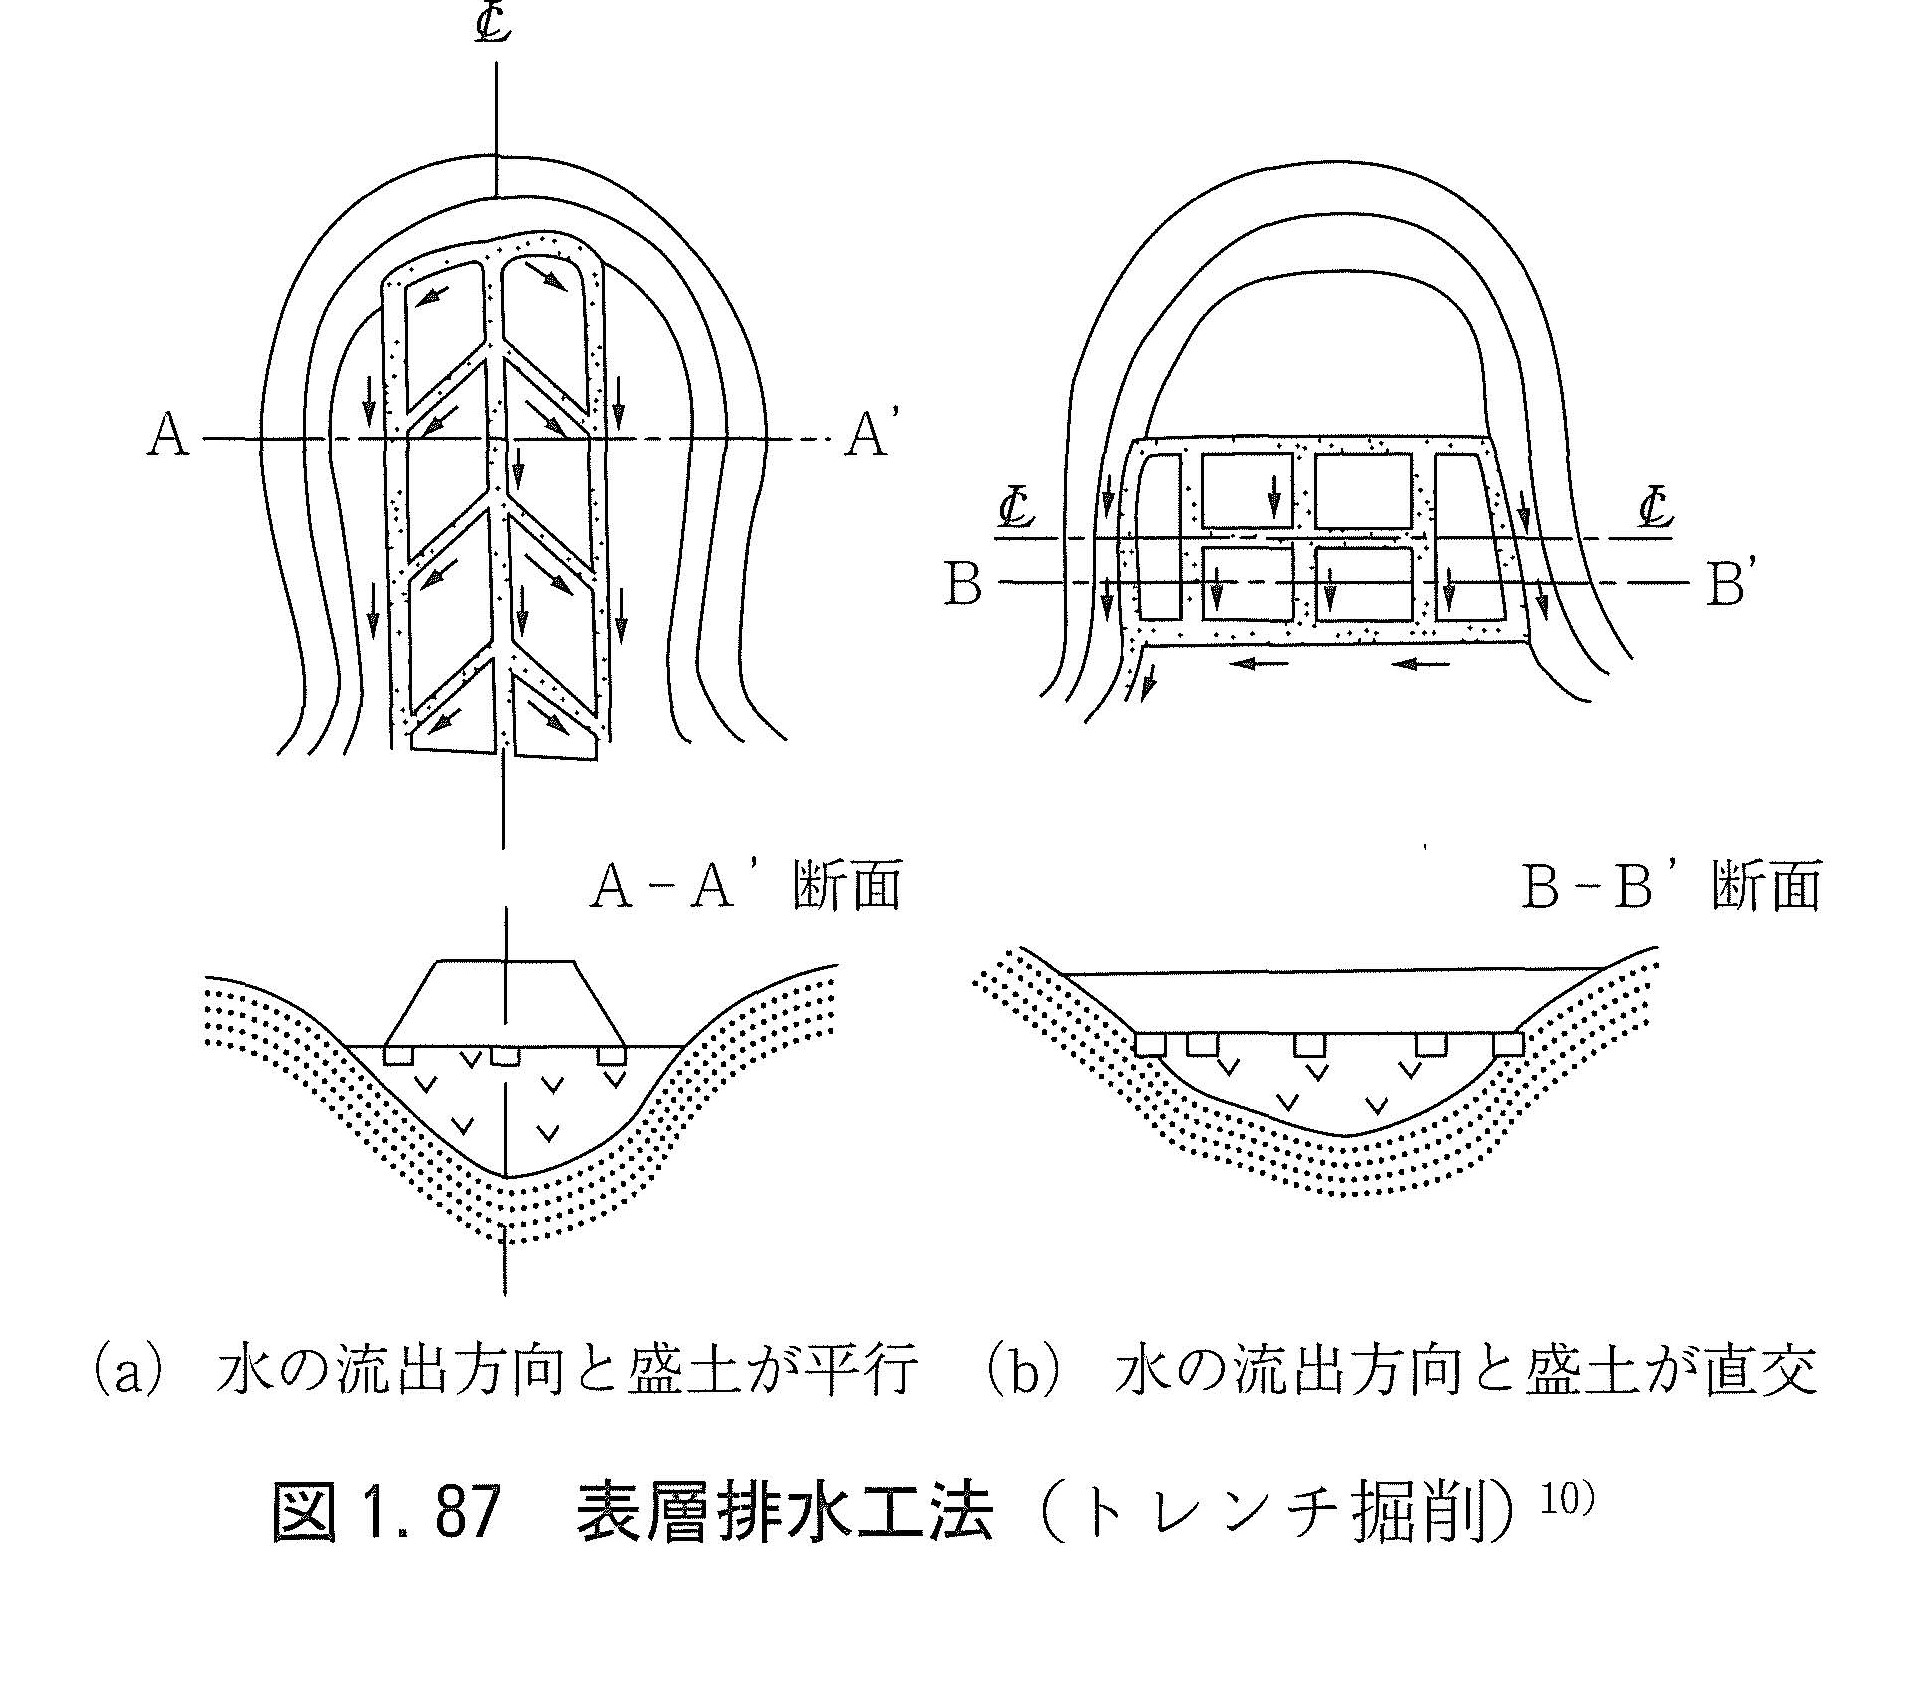 ℄
A A'
℄ ℄
B B'
A-A'断面
B-B'断面
(a) 水の流出方向と盛土が平行
(b) 水の流出方向と盛土が直交
図1.87 表層排水工法(トレンチ掘削)10)